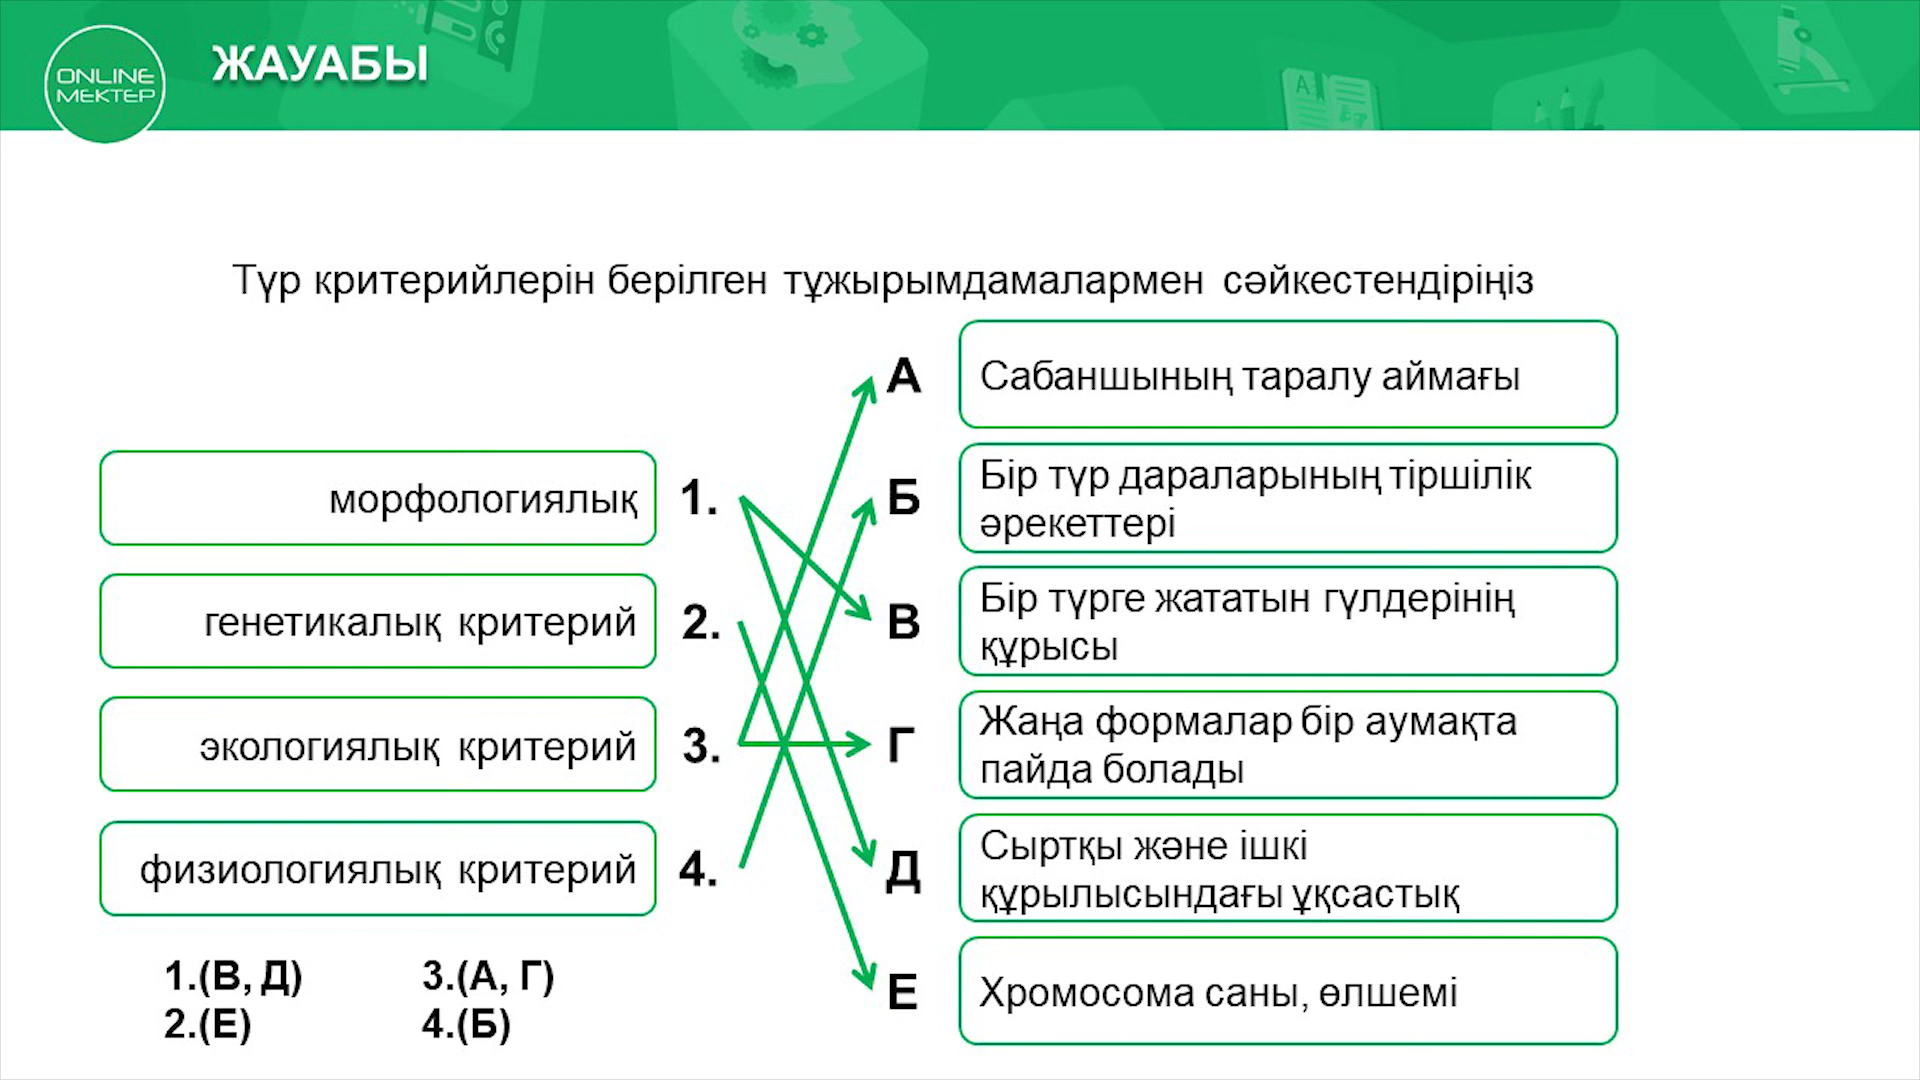 ONLINE
МЕКТЕР
ЖАУАБЫ
Түр критерийлерін берілген тұжырымдамалармен сәйкестендіріңіз
морфологиялық 1.
генетикалық критерий 2.
экологиялық критерий 3.
физиологиялық критерий 4.
А Сабаншының таралу аймағы
Б Бір түр дараларының тіршілік
әрекеттері
В Бір түрге жататын гүлдерінің
құрысы
Г Жаңа формалар бір аумақта
пайда болады
Д Сыртқы және ішкі
құрылысындағы ұқсастық
Е Хромосома саны, өлшемі
1.(В, Д) 3.(А, Г)
2.(Е) 4.(Б)